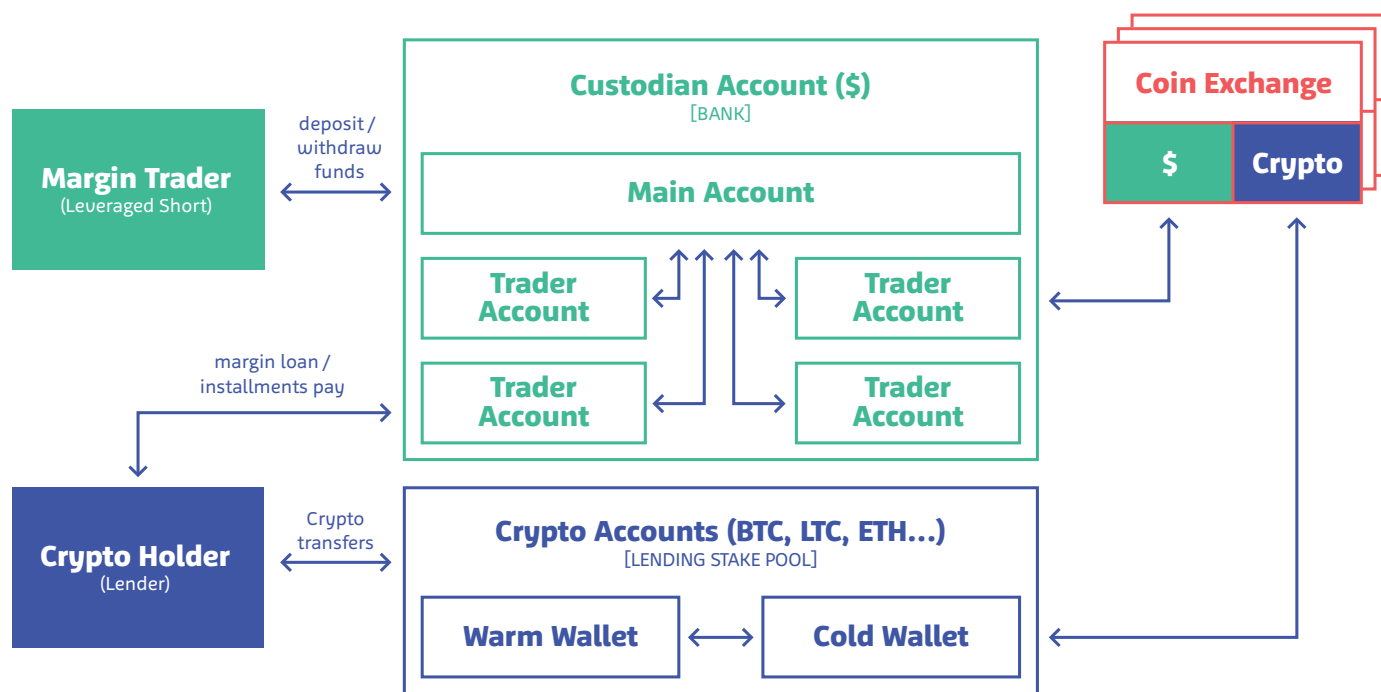 Margin Trader
(Leveraged Short)
deposit /
withdraw
funds
Custodian Account ($)
[BANK]
Main Account
Trader
Account
Trader
Account
Trader
Account
Trader
Account
Coin Exchange
$
Crypto
margin loan /
installments pay
Crypto Holder
(Lender)
Crypto
transfers
Crypto Accounts (BTC, LTC, ETH...)
[LENDING STAKE POOL]
Warm Wallet
Cold Wallet